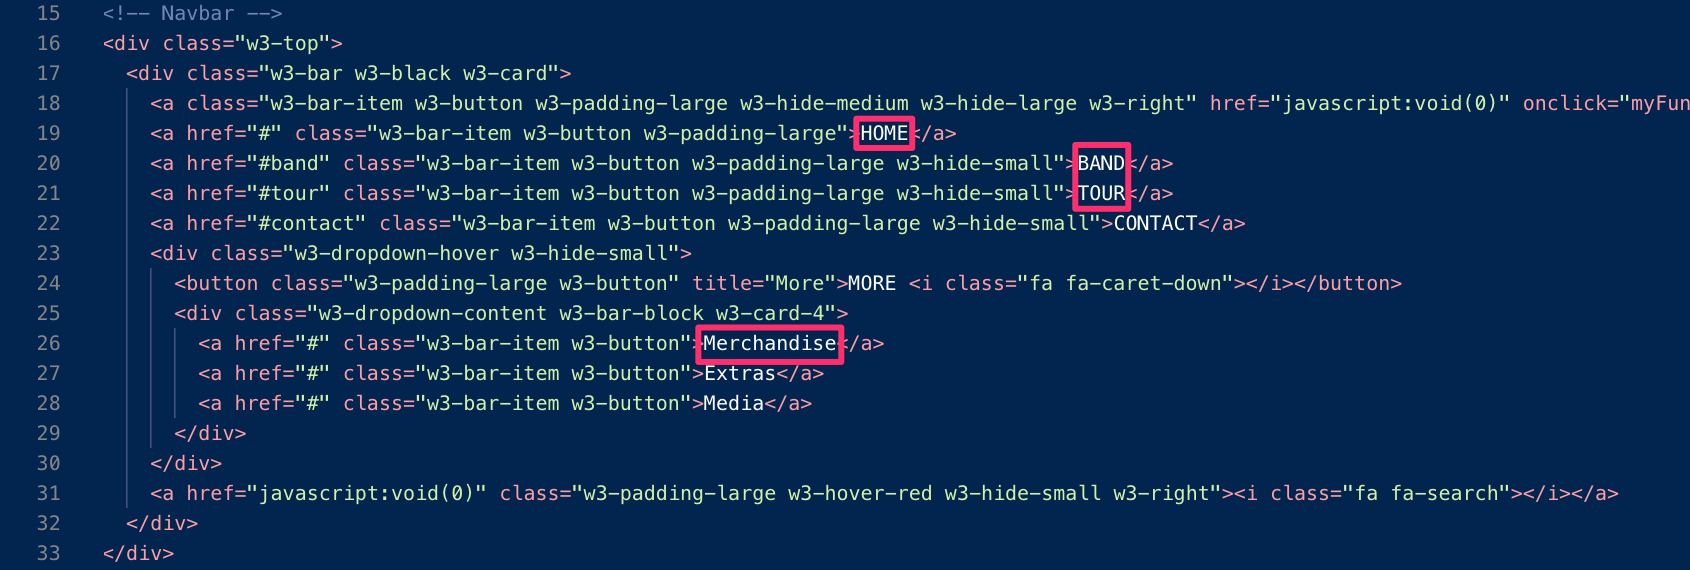 15 <!-- Navbar -->
16 <div class="w3-top">
17 <div class="w3-bar w3-black w3-card">
18 <a class="w3-bar-item w3-button w3-padding-large w3-hide-medium w3-hide-large w3-right" href="javascript:void(0)" onclick="myFun
19 <a href="#" class="w3-bar-item w3-button w3-padding-large">HOME</a>
20 <a href="#band" class="w3-bar-item w3-button w3-padding-large w3-hide-small">BAND</a>
21 <a href="#tour" class="w3-bar-item w3-button w3-padding-large w3-hide-small">TOUR</a>
22 <a href="#contact" class="w3-bar-item w3-button w3-padding-large w3-hide-small">CONTACT</a>
23 <div class="w3-dropdown-hover w3-hide-small">
24 <button class="w3-padding-large w3-button" title="More">MORE <i class="fa fa-caret-down"></i></button>
25 <div class="w3-dropdown-content w3-bar-block w3-card-4">
26 <a href="#" class="w3-bar-item w3-button">Merchandise</a>
27 <a href="#" class="w3-bar-item w3-button">Extras</a>
28 <a href="#" class="w3-bar-item w3-button">Media</a>
29 </div>
30 </div>
31 <a href="javascript:void(0)" class="w3-padding-large w3-hover-red w3-hide-small w3-right"><i class="fa fa-search"></i></a>
32 </div>
33 </div>